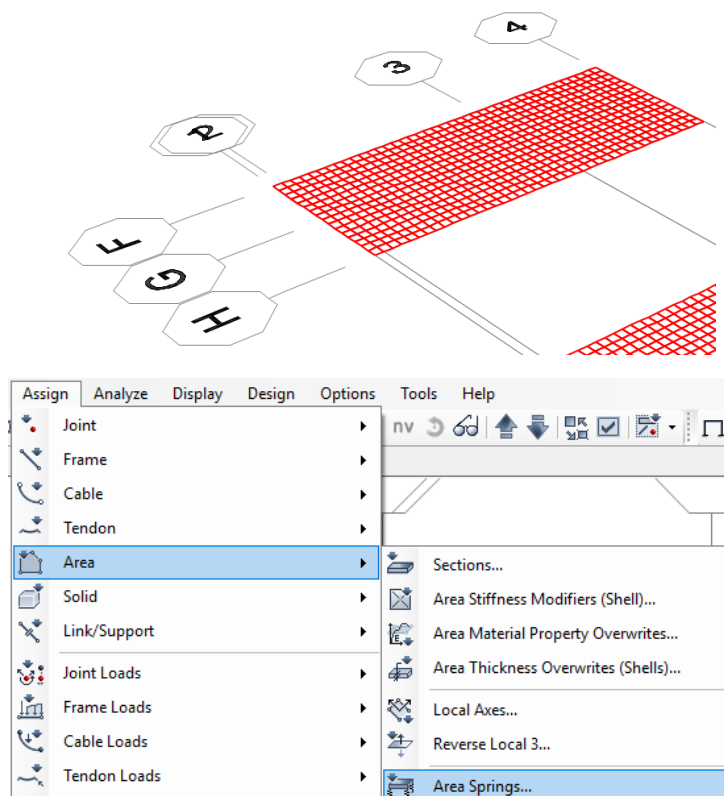 4
3
2
F
G
H
Assign Analyze Display Design Options Tools Help
Joint
nv
Frame
Cable
Tendon
Area
Sections...
Solid
Area Stiffness Modifiers (Shell)...
Link/Support
Area Material Property Overwrites...
Joint Loads
Area Thickness Overwrites (Shells)...
Frame Loads
Local Axes...
Cable Loads
Reverse Local 3...
Tendon Loads
Area Springs...